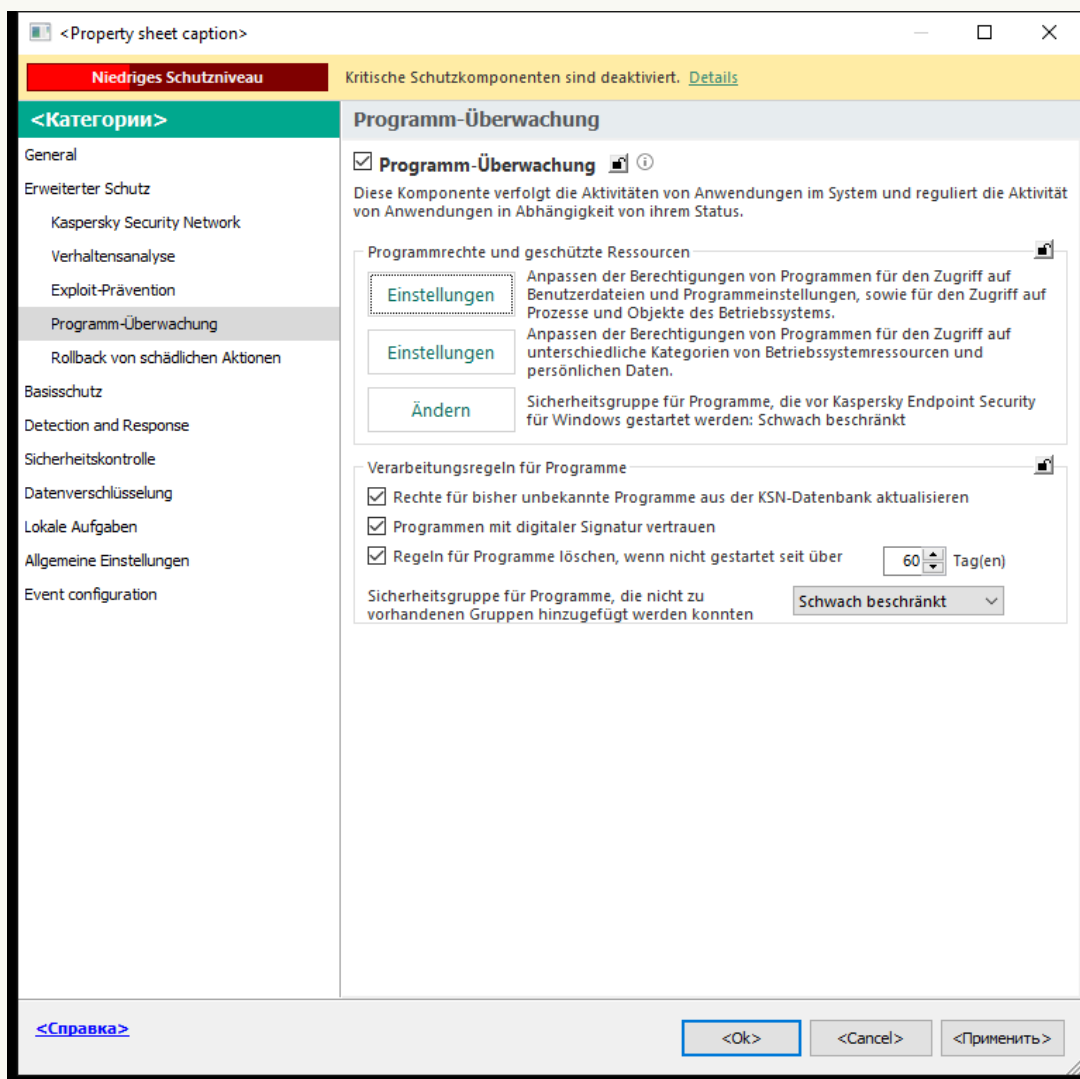 <Property sheet caption>
Niedriges Schutzniveau
Kritische Schutzkomponenten sind deaktiviert. Details
<Категории>
General
Erweiterter Schutz
Kaspersky Security Network
Verhaltensanalyse
Exploit-Prävention
Programm-Überwachung
Rollback von schädlichen Aktionen
Basisschutz
Detection and Response
Sicherheitskontrolle
Datenverschlüsselung
Lokale Aufgaben
Allgemeine Einstellungen
Event configuration
Programm-Überwachung
Programm-Überwachung
Diese Komponente verfolgt die Aktivitäten von Anwendungen im System und reguliert die Aktivität
von Anwendungen in Abhängigkeit von ihrem Status.
Programmrechte und geschützte Ressourcen
Einstellungen
Anpassen der Berechtigungen von Programmen für den Zugriff auf
Benutzerdateien und Programmeinstellungen, sowie für den Zugriff auf
Prozesse und Objekte des Betriebssystems.
Einstellungen
Anpassen der Berechtigungen von Programmen für den Zugriff auf
unterschiedliche Kategorien von Betriebssystemressourcen und
persönlichen Daten.
Ändern
Sicherheitsgruppe für Programme, die vor Kaspersky Endpoint Security
für Windows gestartet werden: Schwach beschränkt
Verarbeitungsregeln für Programme
Rechte für bisher unbekannte Programme aus der KSN-Datenbank aktualisieren
Programmen mit digitaler Signatur vertrauen
Regeln für Programme löschen, wenn nicht gestartet seit über 60 Tag(en)
Sicherheitsgruppe für Programme, die nicht zu
vorhandenen Gruppen hinzugefügt werden konnten
Schwach beschränkt
<Справка>
<Ok> <Cancel> <Применить>